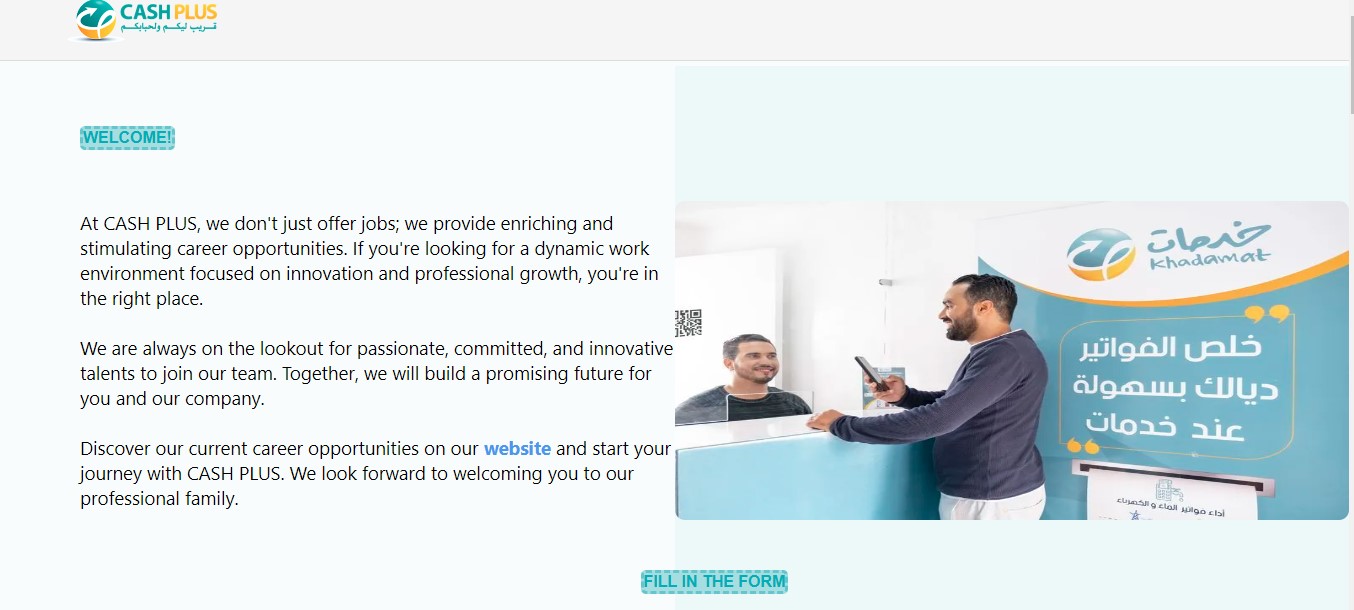 CASH PLUS
قريب ليكم ولحبابكم
WELCOME!
At CASH PLUS, we don't just offer jobs; we provide enriching and
stimulating career opportunities. If you're looking for a dynamic work
environment focused on innovation and professional growth, you're in
the right place.
We are always on the lookout for passionate, committed, and innovative
talents to join our team. Together, we will build a promising future for
you and our company.
Discover our current career opportunities on our website and start your
journey with CASH PLUS. We look forward to welcoming you to our
professional family.
خدمات
khadamat
خلص الفواتير
ديالك بسهولة
عند خدمات
أداء فواتير الماء و الكهرباء
FILL IN THE FORM